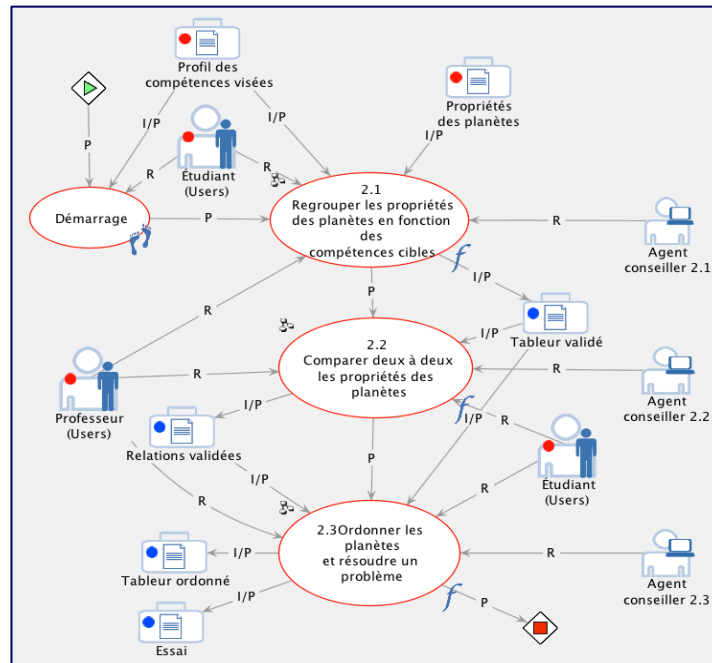 Profil des
compétences visées
Propriétés
des planètes
P
I/P
I/P
I/P
R
Étudiant
(Users)
R
Démarrage
P
2.1
Regrouper les propriétés
des planètes en fonction
des
compétences cibles
R
Agent
conseiller 2.1
f
I/P
P
R
I/P
Tableur validé
2.2
Comparer deux à deux
les propriétés des
planètes
R
R
Professeur
(Users)
Agent
conseiller 2.2
I/P
f
I/P
R
Relations validées
P
I/P
R
Étudiant
(Users)
R
2.3Ordonner les
planètes
et résoudre un
problème
I/P
Tableur ordonné
R
Agent
conseiller 2.3
I/P
f
P
Essai